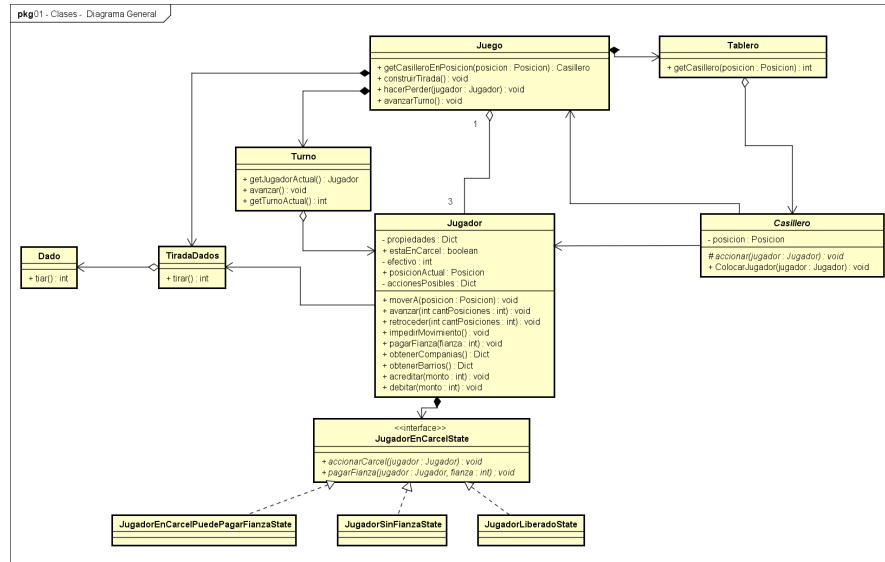 pkg01 - Clases - Diagrama General
Juego
+ getCasilleroEnPosicion(posicion : Posicion) : Casillero
+ construirTirada() : void
+ hacerPerder(jugador : Jugador) : void
+ avanzarTurno() : void
Tablero
+ getCasillero(posicion : Posicion) : int
1
3
Turno
+ getJugadorActual() : Jugador
+ avanzar() : void
+ getTurnoActual() : int
Casillero
- posicion : Posicion
# accionar(jugador : Jugador) : void
+ ColocarJugador(jugador : Jugador) : void
Dado
+ tiar() : int
TiradaDados
+ tirar() : int
Jugador
- propiedades : Dict
+ estaEnCarcel : boolean
- efectivo : int
+ posicionActual : Posicion
- accionesPosibles : Dict
+ moverA(posicion : Posicion) : void
+ avanzar(int cantPosiciones : int) : void
+ retroceder(int cantPosiciones : int) : void
+ impedirMovimiento() : void
+ pagarFianza(fianza : int) : void
+ obtenerCompanias() : Dict
+ obtenerBarrios() : Dict
+ acreditar(monto : int) : void
+ debitar(monto : int) : void
<<interface>>
JugadorEnCarcelState
+ accionarCarcel(jugador : Jugador) : void
+ pagarFianza(jugador : Jugador, fianza : int) : void
JugadorEnCarcelPuedePagarFianzaState
JugadorSinFianzaState
JugadorLiberadoState